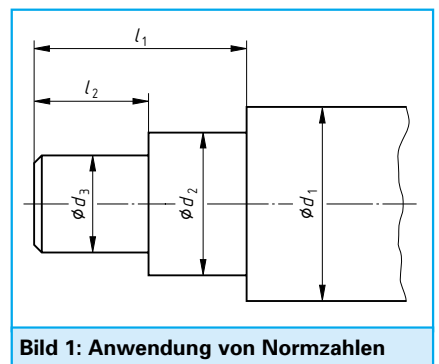 l₁
l₂
ød₃
ød₂
ød₁
Bild 1: Anwendung von Normzahlen